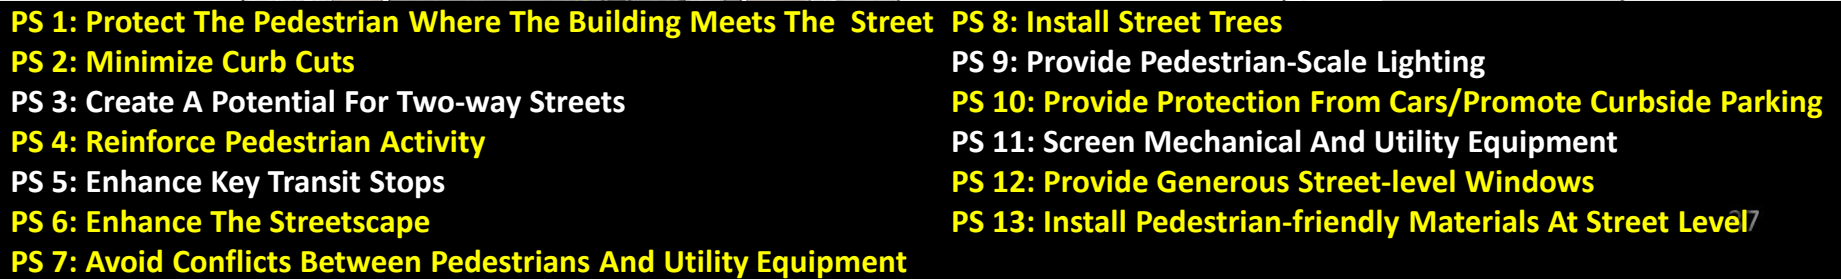 PS 1: Protect The Pedestrian Where The Building Meets The Street
PS 2: Minimize Curb Cuts
PS 3: Create A Potential For Two-way Streets
PS 4: Reinforce Pedestrian Activity
PS 5: Enhance Key Transit Stops
PS 6: Enhance The Streetscape
PS 7: Avoid Conflicts Between Pedestrians And Utility Equipment
PS 8: Install Street Trees
PS 9: Provide Pedestrian-Scale Lighting
PS 10: Provide Protection From Cars/Promote Curbside Parking
PS 11: Screen Mechanical And Utility Equipment
PS 12: Provide Generous Street-level Windows
PS 13: Install Pedestrian-friendly Materials At Street Level